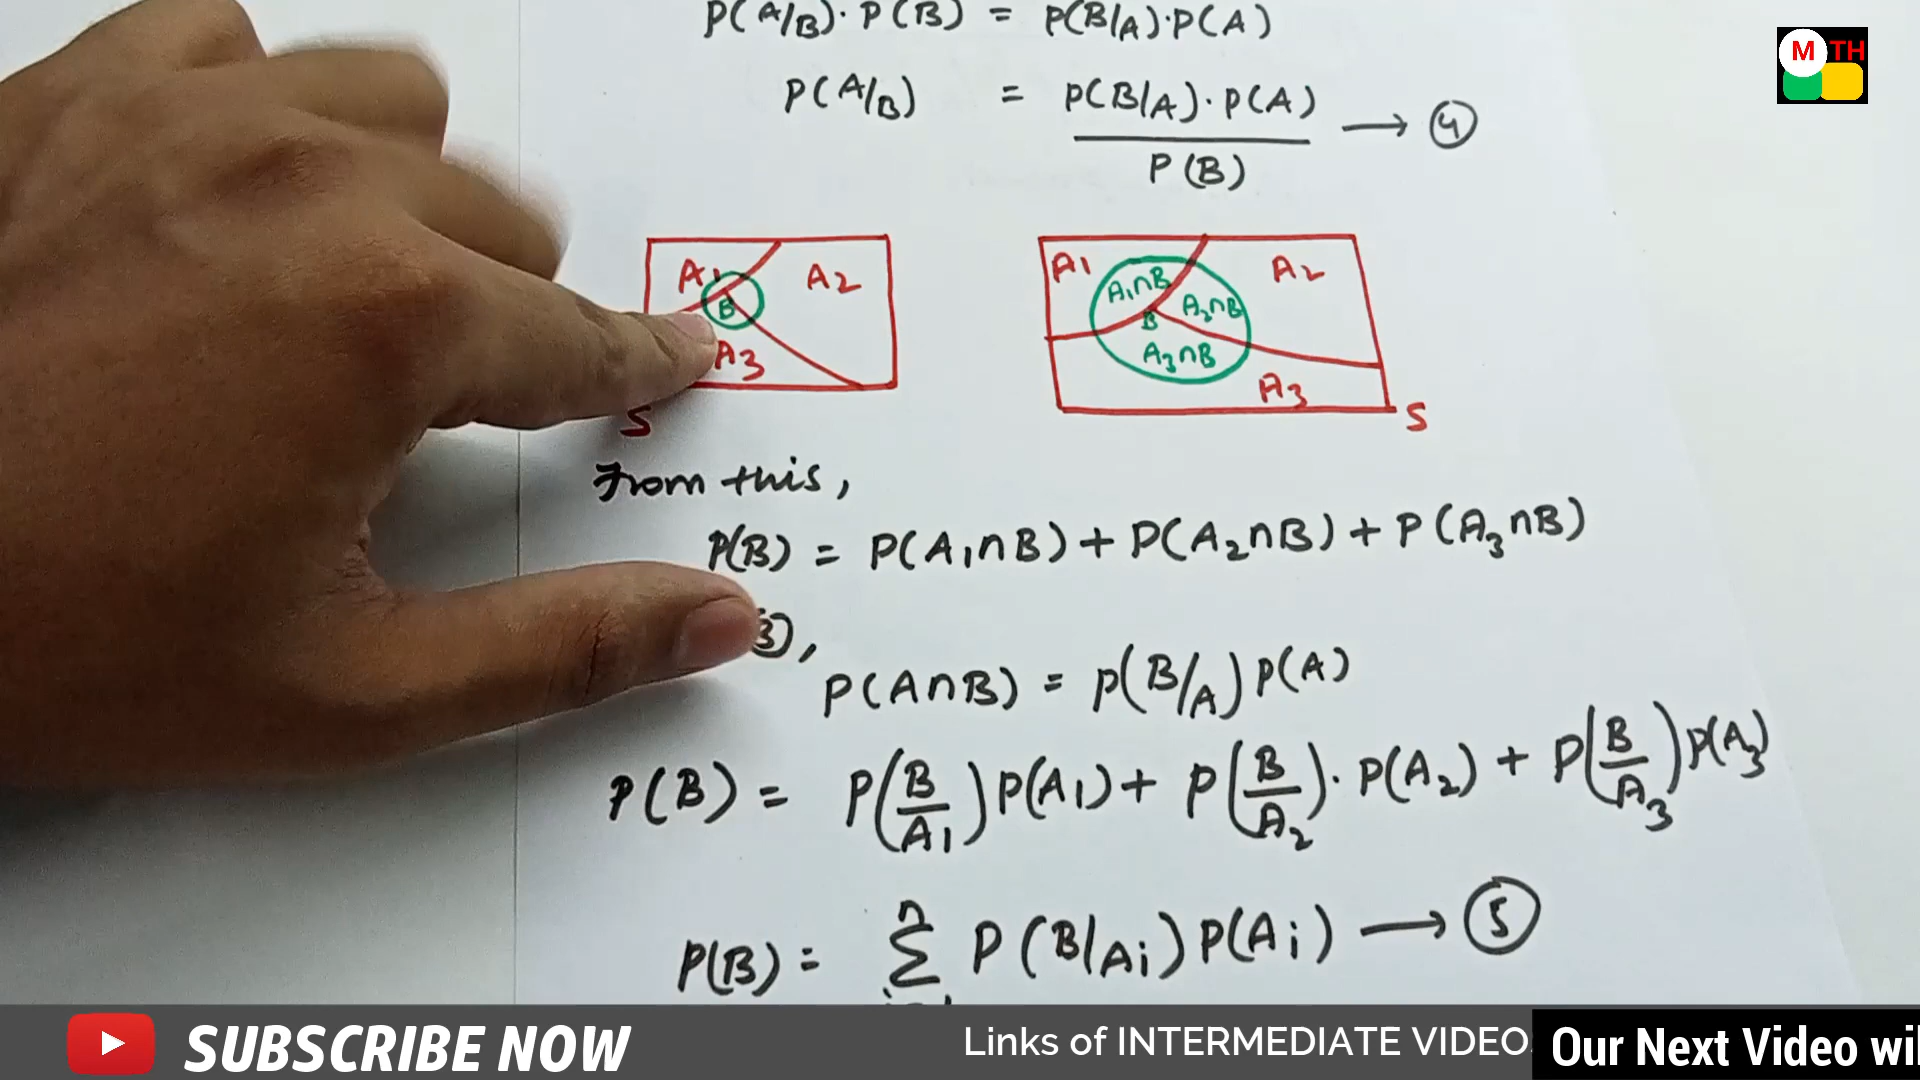 P(A/B)·P(B) = P(B/A)·P(A)
M TH
P(A/B) = P(B/A)·P(A) → 4
P(B)
A1 A2 B A3 S
A1 A1∩B A2∩B A2 B A3∩B A3 S
From this,
P(B) = P(A1∩B) + P(A2∩B) + P(A3∩B)
3,
P(A∩B) = P(B/A)P(A)
P(B) = P(B/A1)P(A1) + P(B/A2)·P(A2) + P(B/A3)P(A3)
P(B) = n Σ P(B/Ai)P(Ai) → 5
SUBSCRIBE NOW
Links of INTERMEDIATE VIDEO
Our Next Video wil